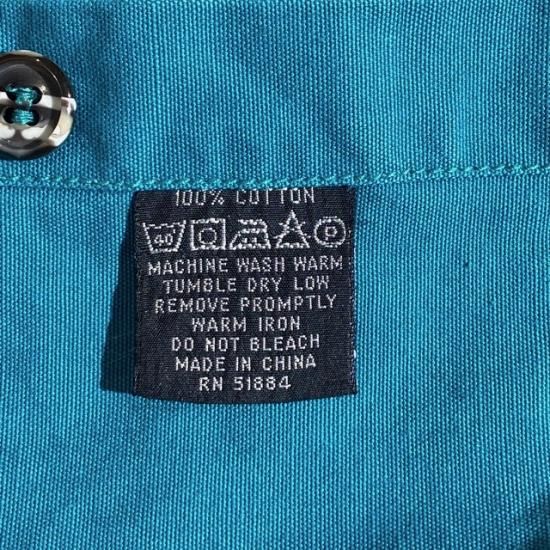 100% COTTON
40 P
MACHINE WASH WARM
TUMBLE DRY LOW
REMOVE PROMPTLY
WARM IRON
DO NOT BLEACH
MADE IN CHINA
RN 51884